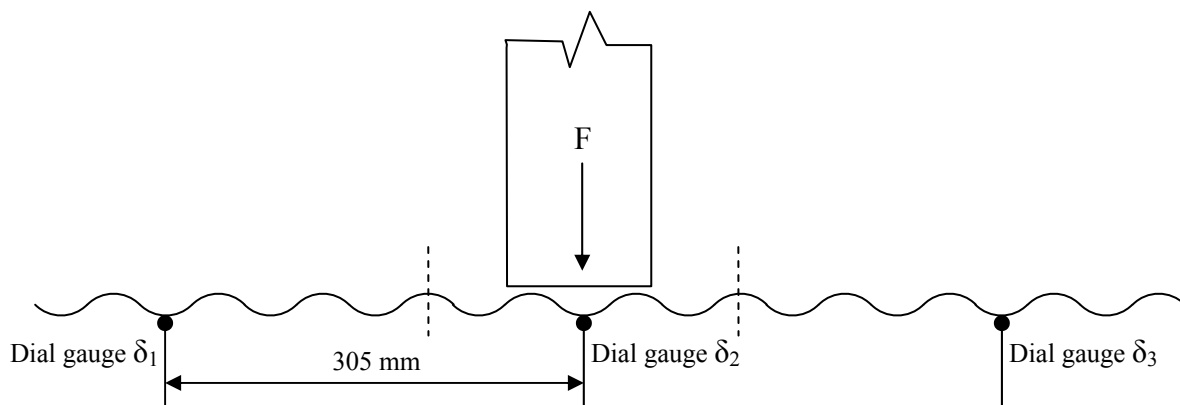 F
Dial gauge δ1
305 mm
Dial gauge δ2
Dial gauge δ3